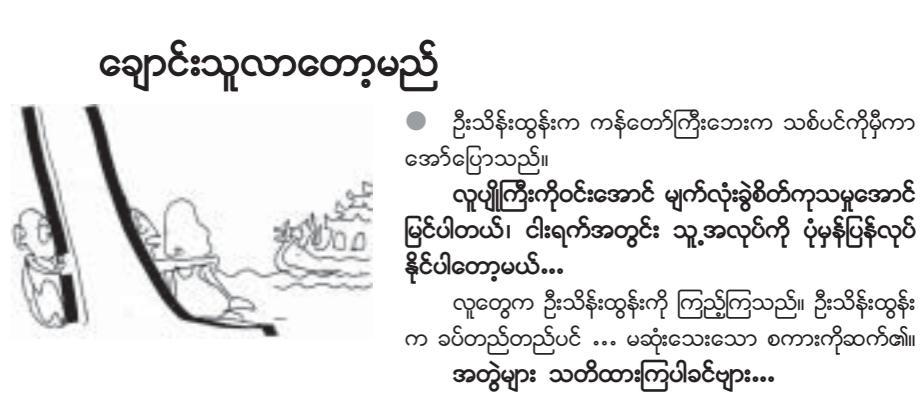 ချောင်းသူလာတော့မည်
● ဦးသိန်းထွန်းက ကန်တော်ကြီးဘေးက သစ်ပင်ကိုမှီကာ
အော်ပြောသည်။
လူပျိုကြီးကိုဝင်းအောင် မျက်လုံးခွဲစိတ်ကုသမှုအောင်
မြင်ပါတယ်၊ ငါးရက်အတွင်း သူ့အလုပ်ကို ပုံမှန်ပြန်လုပ်
နိုင်ပါတော့မယ်...
လူတွေက ဦးသိန်းထွန်းကို ကြည့်ကြသည်။ ဦးသိန်းထွန်း
က ခပ်တည်တည်ပင် ... မဆုံးသေးသော စကားကိုဆက်၏။
အတွဲများ သတိထားကြပါခင်ဗျား...